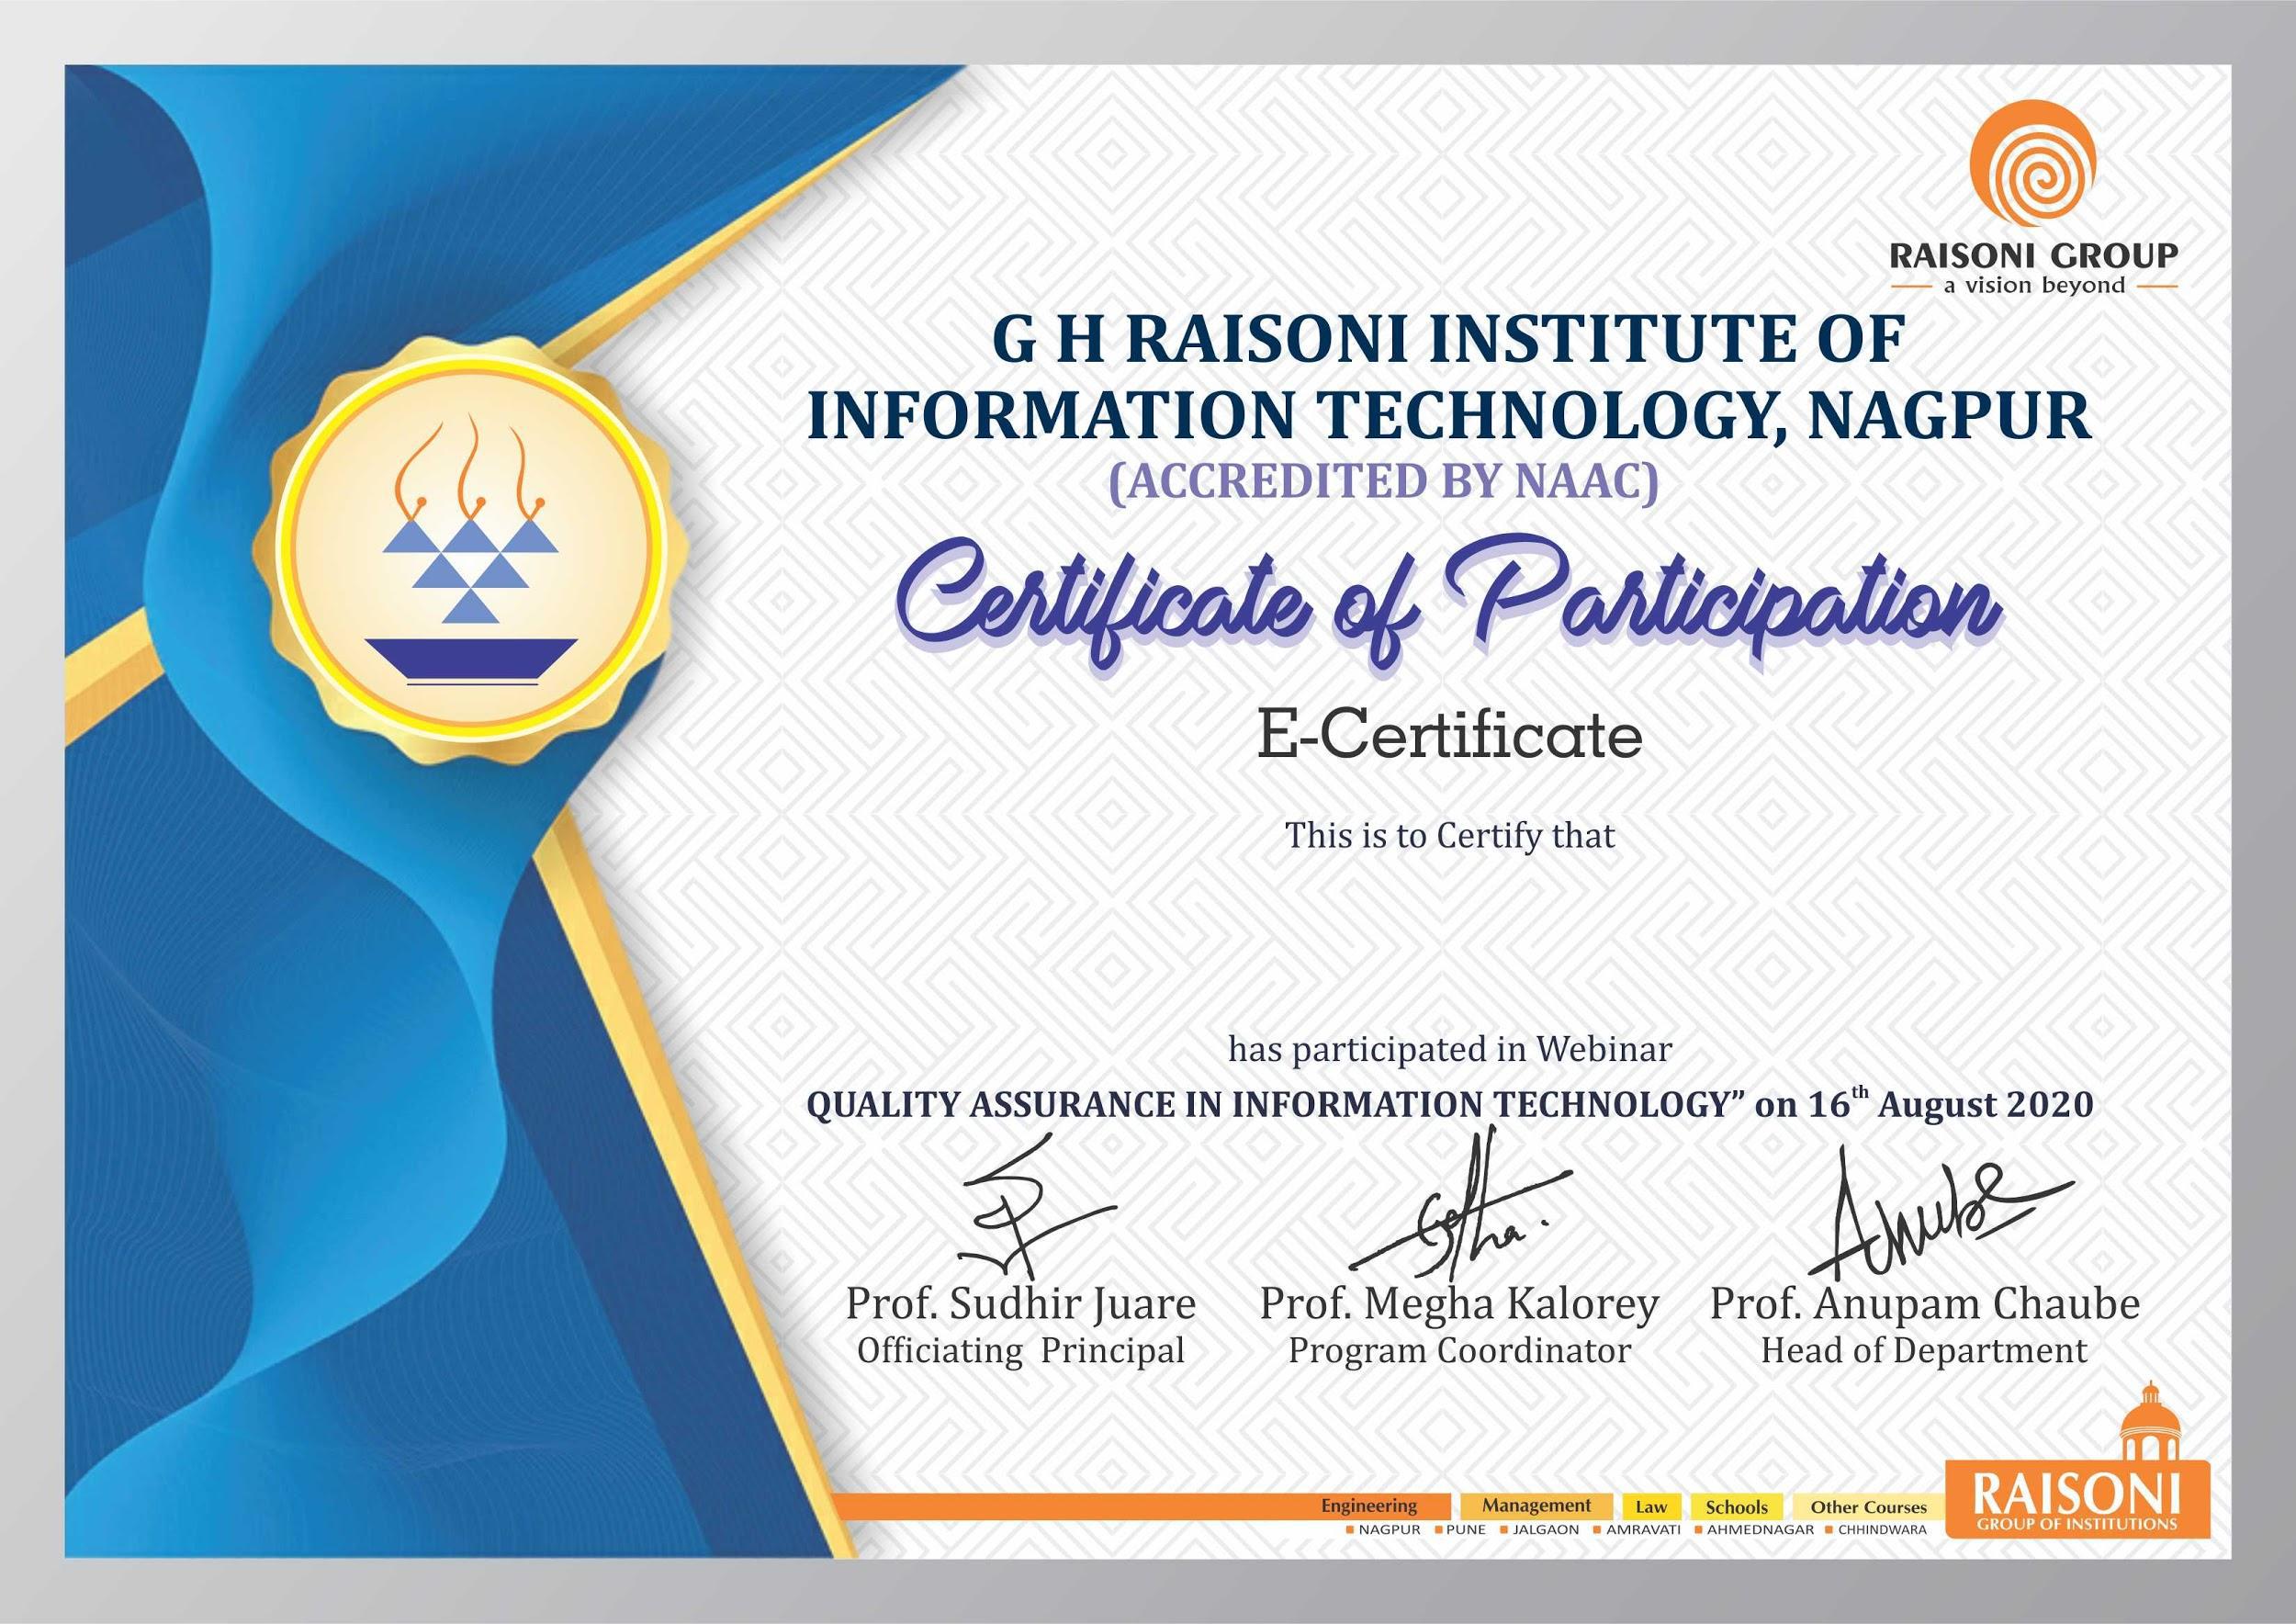 RAISONI GROUP
a vision beyond
G H RAISONI INSTITUTE OF
INFORMATION TECHNOLOGY, NAGPUR
(ACCREDITED BY NAAC)
Certificate of Participation
E-Certificate
This is to Certify that
has participated in Webinar
QUALITY ASSURANCE IN INFORMATION TECHNOLOGY” on 16th August 2020
Prof. Sudhir Juare Prof. Megha Kalorey Prof. Anupam Chaube
Officiating Principal Program Coordinator Head of Department
Engineering Management Law Schools Other Courses
NAGPUR PUNE JALGAON AMRAVATI AHMEDNAGAR CHHINDWARA
RAISONI
GROUP OF INSTITUTIONS